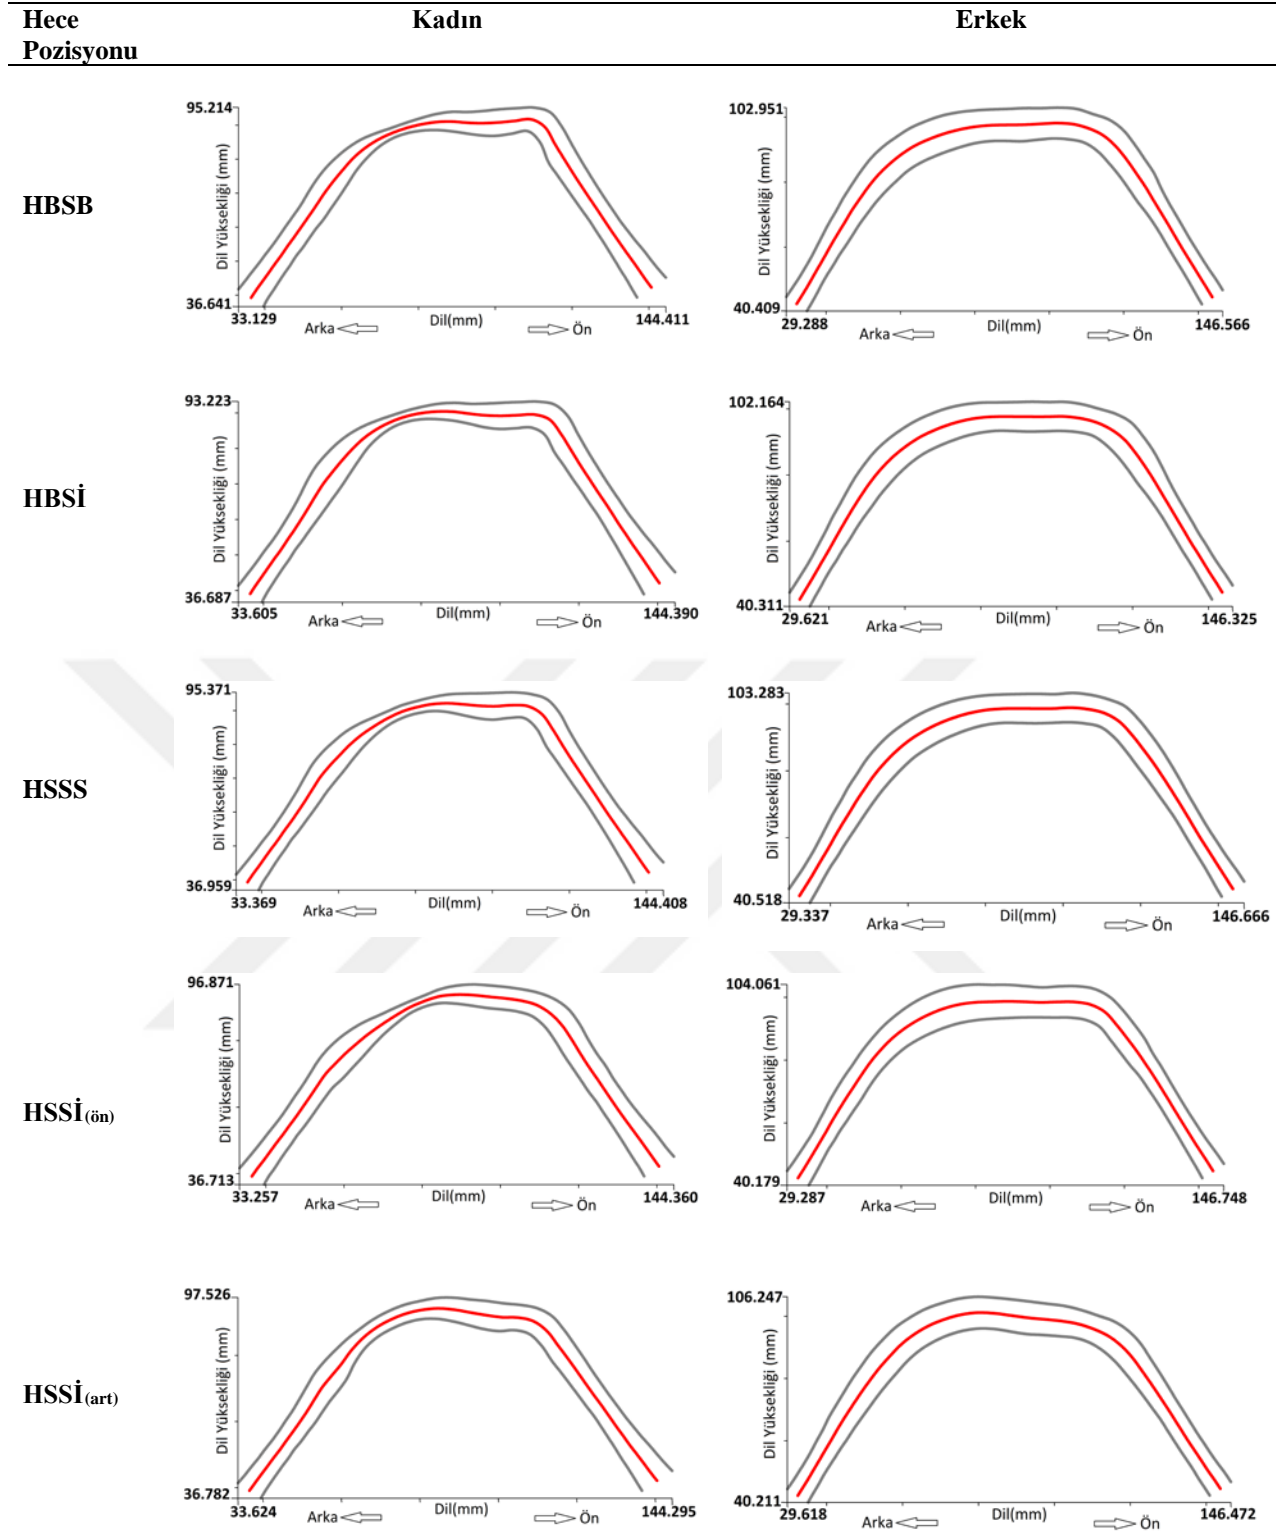 Hece Pozisyonu Kadın Erkek
HBSB
95.214
Dil Yüksekliği (mm)
36.641
33.129 Dil(mm) 144.411
Arka Ön
102.951
Dil Yüksekliği (mm)
40.409
29.288 Dil(mm) 146.566
Arka Ön
HBSİ
93.223
Dil Yüksekliği (mm)
36.687
33.605 Dil(mm) 144.390
Arka Ön
102.164
Dil Yüksekliği (mm)
40.311
29.621 Dil(mm) 146.325
Arka Ön
HSSS
95.371
Dil Yüksekliği (mm)
36.959
33.369 Dil(mm) 144.408
Arka Ön
103.283
Dil Yüksekliği (mm)
40.518
29.337 Dil(mm) 146.666
Arka Ön
HSSİ(ön)
96.871
Dil Yüksekliği (mm)
36.713
33.257 Dil(mm) 144.360
Arka Ön
104.061
Dil Yüksekliği (mm)
40.179
29.287 Dil(mm) 146.748
Arka Ön
HSSİ(art)
97.526
Dil Yüksekliği (mm)
36.782
33.624 Dil(mm) 144.295
Arka Ön
106.247
Dil Yüksekliği (mm)
40.211
29.618 Dil(mm) 146.472
Arka Ön